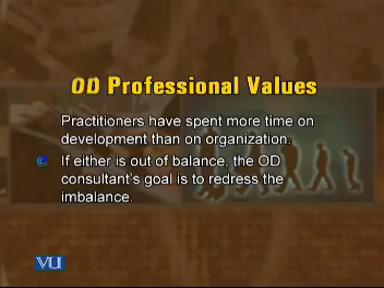 OD Professional Values
Practitioners have spent more time on
development than on organization.
If either is out of balance, the OD
consultant's goal is to redress the
imbalance.
VU